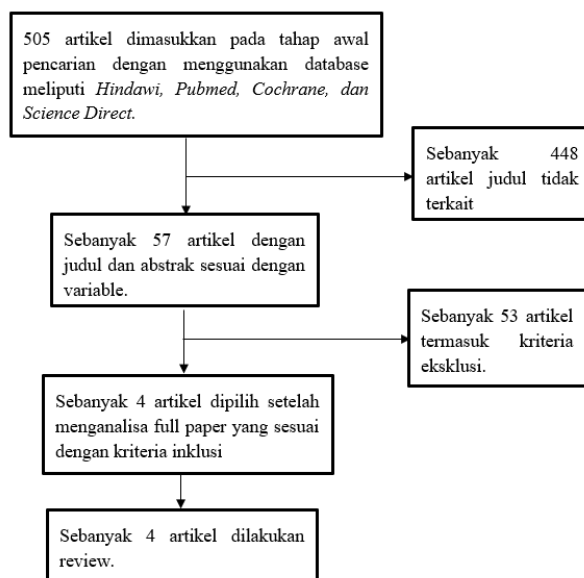 505 artikel dimasukkan pada tahap awal
pencarian dengan menggunakan database
meliputi Hindawi, Pubmed, Cochrane, dan
Science Direct.
Sebanyak 448
artikel judul tidak
terkait
Sebanyak 57 artikel dengan
judul dan abstrak sesuai dengan
variable.
Sebanyak 53 artikel
termasuk kriteria
eksklusi.
Sebanyak 4 artikel dipilih setelah
menganalisa full paper yang sesuai
dengan kriteria inklusi
Sebanyak 4 artikel dilakukan
review.